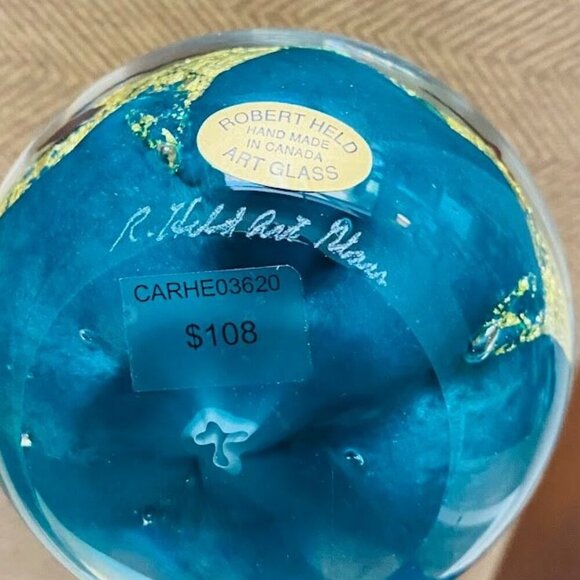 ROBERT HELD
HAND MADE
IN CANADA
ART GLASS
R. Held Art Glass
CARHE03620
$108